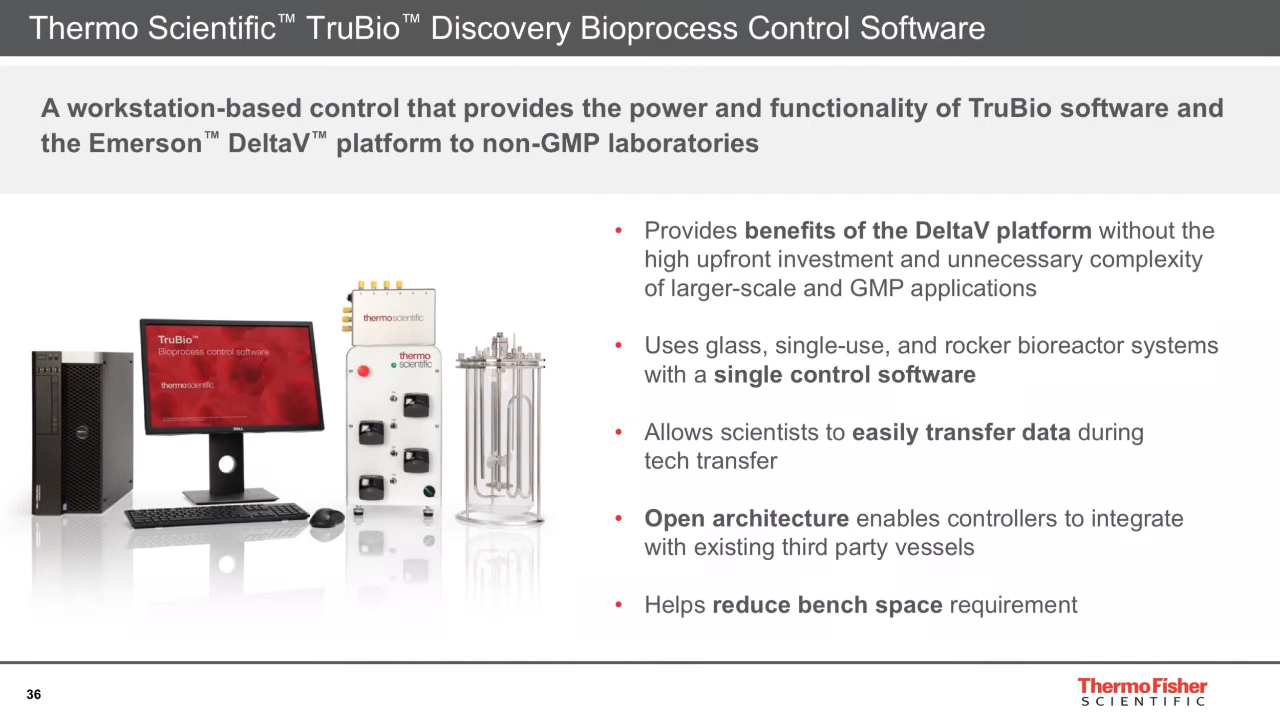 Thermo Scientific™ TruBio™ Discovery Bioprocess Control Software
A workstation-based control that provides the power and functionality of TruBio software and
the Emerson™ DeltaV™ platform to non-GMP laboratories
• Provides benefits of the DeltaV platform without the
high upfront investment and unnecessary complexity
of larger-scale and GMP applications
• Uses glass, single-use, and rocker bioreactor systems
with a single control software
• Allows scientists to easily transfer data during
tech transfer
• Open architecture enables controllers to integrate
with existing third party vessels
• Helps reduce bench space requirement
TruBio™
Bioprocess control software
thermoscientific
DELL
thermoscientific
thermo
scientific
36
ThermoFisher
SCIENTIFIC